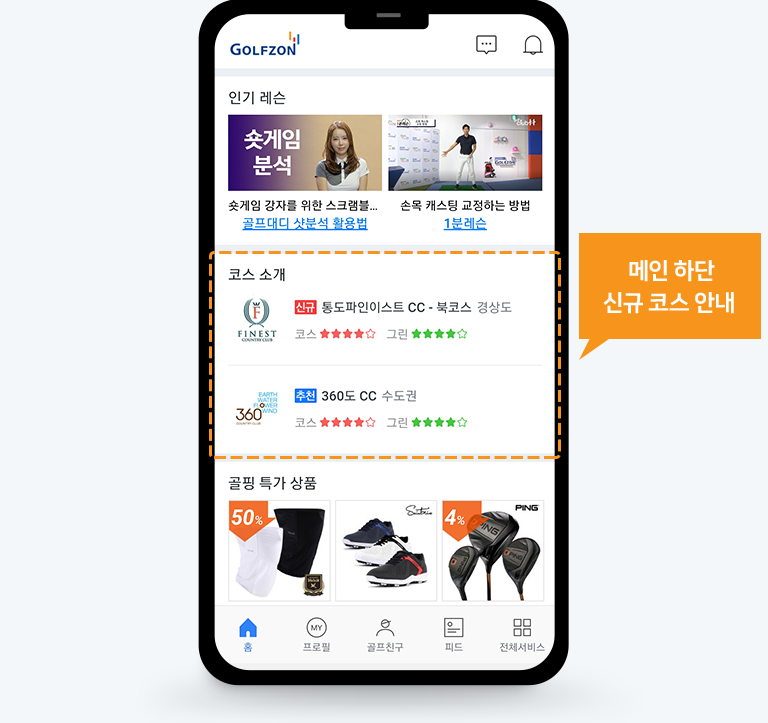 GOLFZON
인기 레슨
숏게임
분석
GOLFZON
숏게임 강자를 위한 스크램블...
골프대디 샷분석 활용법
손목 캐스팅 교정하는 방법
1분레슨
메인 하단
신규 코스 안내
코스 소개
FINEST
COUNTRY CLUB
신규 통도파인이스트 CC - 북코스 경상도
코스 ★★★★☆ 그린 ★★★★☆
EARTH
WATER
FLOWER
WIND
360°
COUNTRY CLUB
추천 360도 CC 수도권
코스 ★★★★☆ 그린 ★★★★☆
골핑 특가 상품
50%
4%
PING
PING
MY
홈
프로필
골프친구
피드
전체서비스